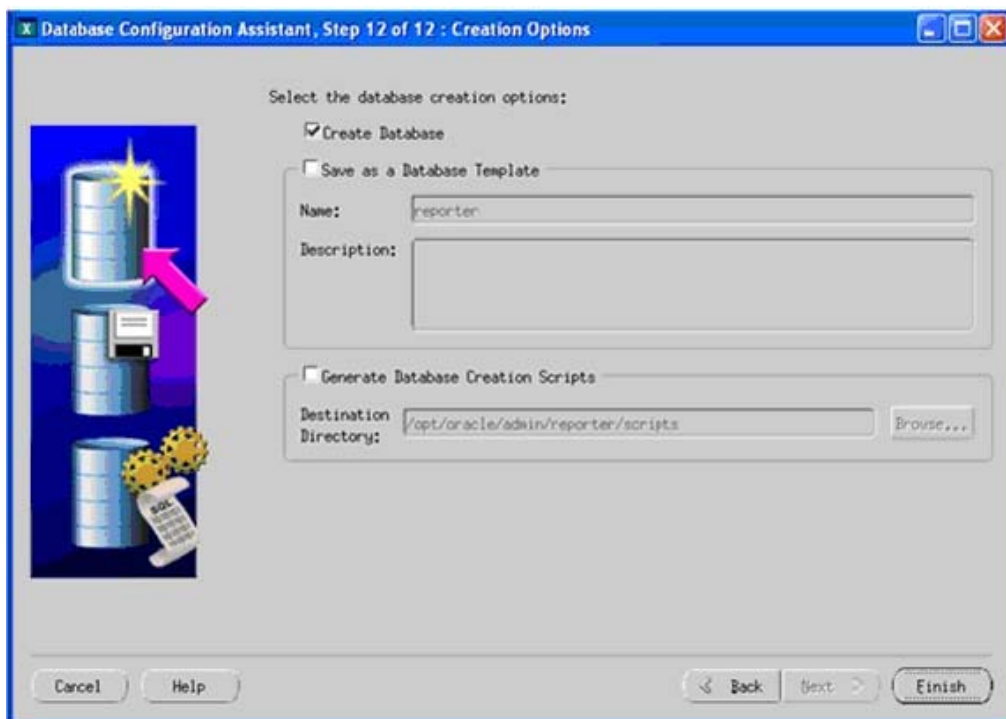 Database Configuration Assistant, Step 12 of 12 : Creation Options
Select the database creation options:
Create Database
Save as a Database Template
Name:
reporter
Description:
Generate Database Creation Scripts
Destination
Directory:
/opt/oracle/admin/reporter/scripts
Browse...
SQL
Cancel
Help
Back
Next
Finish